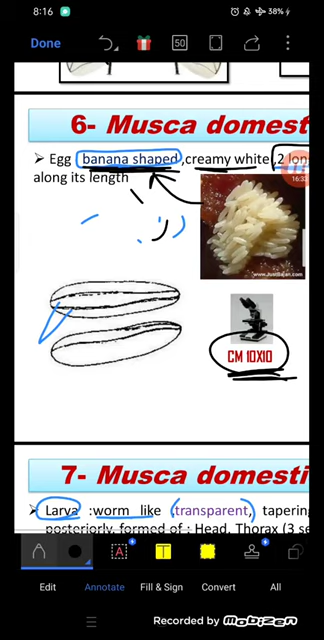 8:16
38%
Done
50
6- Musca domest
➤ Egg banana shaped ,creamy white ,2 lon
along its length
16:33
CM 10X10
7- Musca domesti
➤ Larva :worm like (transparent,) tapering
posteriorly, formed of : Head, Thorax (3 se
A
T
Edit Annotate Fill & Sign Convert All
Recorded by mobizen